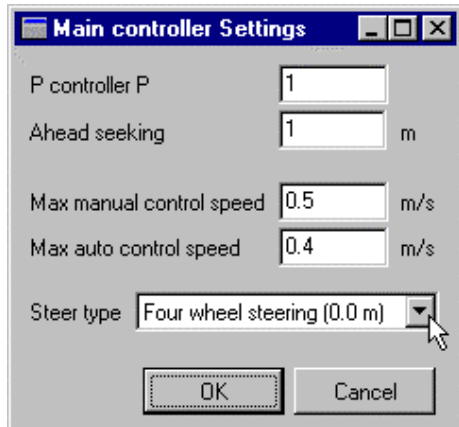 Main controller Settings
P controller P 1
Ahead seeking 1 m
Max manual control speed 0.5 m/s
Max auto control speed 0.4 m/s
Steer type Four wheel steering (0.0 m)
OK Cancel